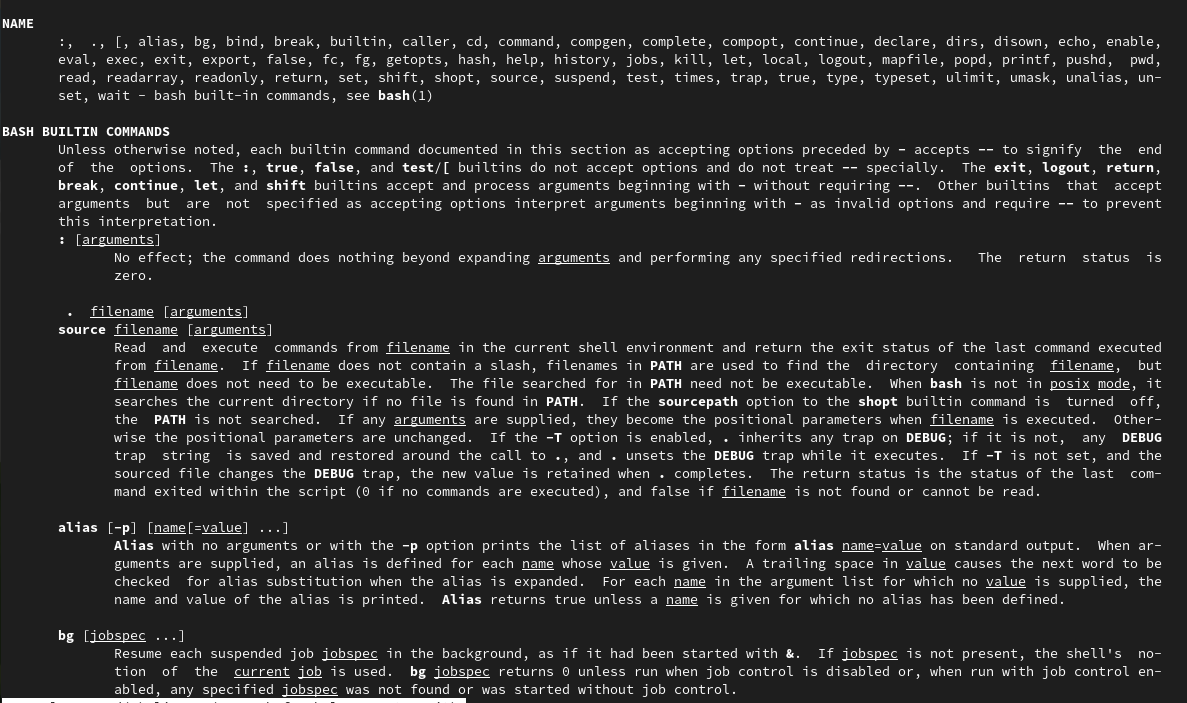 NAME
:, ., [, alias, bg, bind, break, builtin, caller, cd, command, compgen, complete, compopt, continue, declare, dirs, disown, echo, enable,
eval, exec, exit, export, false, fc, fg, getopts, hash, help, history, jobs, kill, let, local, logout, mapfile, popd, printf, pushd, pwd,
read, readarray, readonly, return, set, shift, shopt, source, suspend, test, times, trap, true, type, typeset, ulimit, umask, unalias, un-
set, wait - bash built-in commands, see bash(1)
BASH BUILTIN COMMANDS
Unless otherwise noted, each builtin command documented in this section as accepting options preceded by - accepts -- to signify the end
of the options. The :, true, false, and test/[ builtins do not accept options and do not treat -- specially. The exit, logout, return,
break, continue, let, and shift builtins accept and process arguments beginning with - without requiring --. Other builtins that accept
arguments but are not specified as accepting options interpret arguments beginning with - as invalid options and require -- to prevent
this interpretation.
: [arguments]
No effect; the command does nothing beyond expanding arguments and performing any specified redirections. The return status is
zero.
. filename [arguments]
source filename [arguments]
Read and execute commands from filename in the current shell environment and return the exit status of the last command executed
from filename. If filename does not contain a slash, filenames in PATH are used to find the directory containing filename, but
filename does not need to be executable. The file searched for in PATH need not be executable. When bash is not in posix mode, it
searches the current directory if no file is found in PATH. If the sourcepath option to the shopt builtin command is turned off,
the PATH is not searched. If any arguments are supplied, they become the positional parameters when filename is executed. Other-
wise the positional parameters are unchanged. If the -T option is enabled, . inherits any trap on DEBUG; if it is not, any DEBUG
trap string is saved and restored around the call to ., and . unsets the DEBUG trap while it executes. If -T is not set, and the
sourced file changes the DEBUG trap, the new value is retained when . completes. The return status is the status of the last com-
mand exited within the script (0 if no commands are executed), and false if filename is not found or cannot be read.
alias [-p] [name[=value] ...]
Alias with no arguments or with the -p option prints the list of aliases in the form alias name=value on standard output. When ar-
guments are supplied, an alias is defined for each name whose value is given. A trailing space in value causes the next word to be
checked for alias substitution when the alias is expanded. For each name in the argument list for which no value is supplied, the
name and value of the alias is printed. Alias returns true unless a name is given for which no alias has been defined.
bg [jobspec ...]
Resume each suspended job jobspec in the background, as if it had been started with &. If jobspec is not present, the shell's no-
tion of the current job is used. bg jobspec returns 0 unless run when job control is disabled or, when run with job control en-
abled, any specified jobspec was not found or was started without job control.